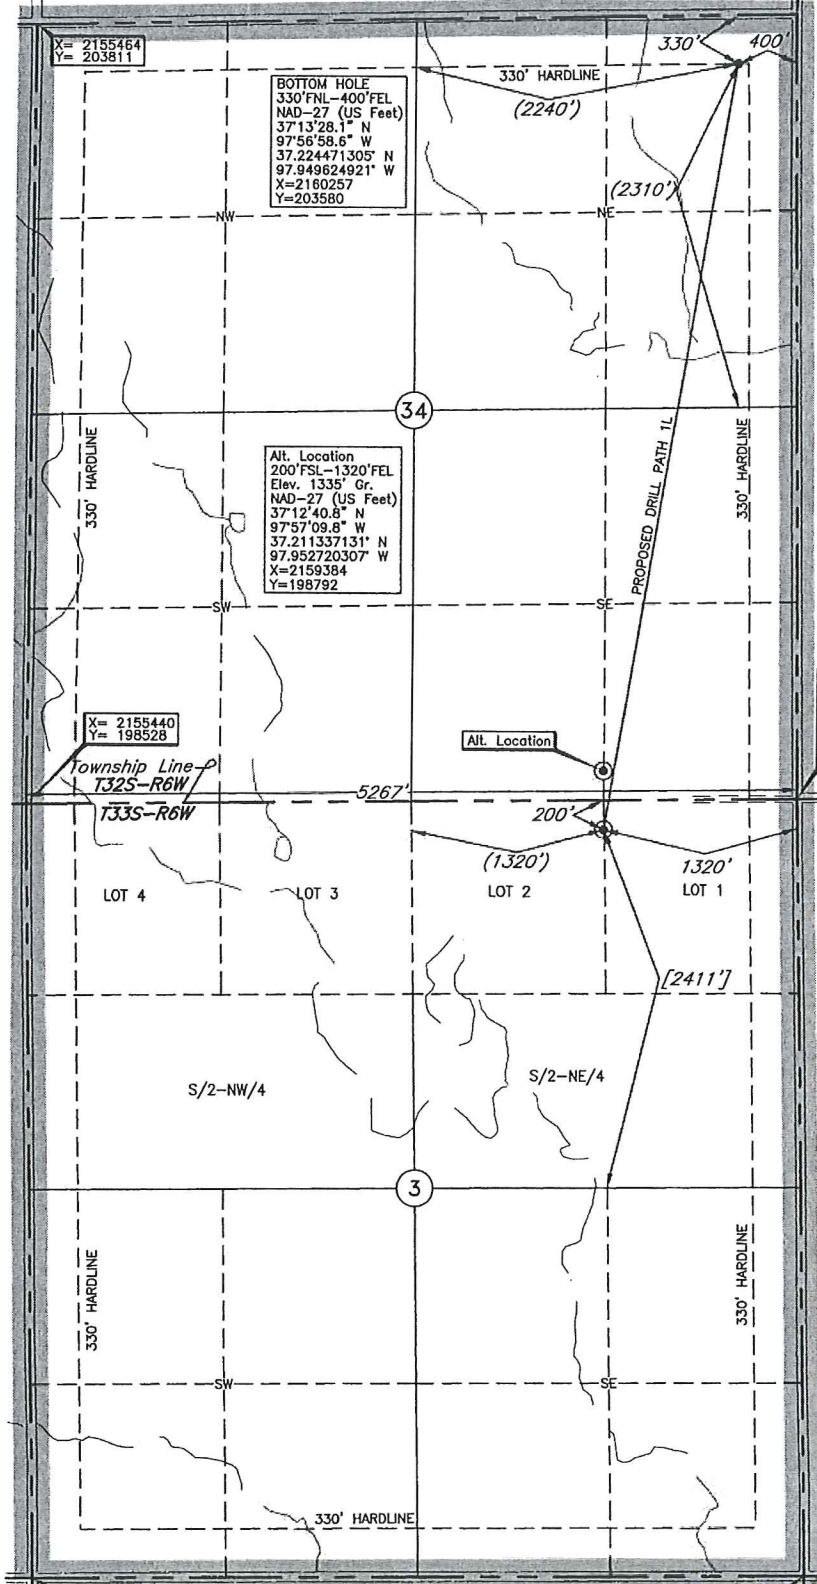 X= 2155464
Y= 203811
330'
400'
330' HARDLINE
(2240')
BOTTOM HOLE
330'FNL-400'FEL
NAD-27 (US Feet)
37°13'28.1" N
97°56'58.6" W
37.224471305° N
97.949624921° W
X=2160257
Y=203580
(2310')
NW
NE
34
330' HARDLINE
Alt. Location
200'FSL-1320'FEL
Elev. 1335' Gr.
NAD-27 (US Feet)
37°12'40.8" N
97°57'09.8" W
37.211337131° N
97.952720307° W
X=2159384
Y=198792
PROPOSED DRILL PATH 1L
330' HARDLINE
SW
SE
X= 2155440
Y= 198528
Alt. Location
Township Line
T32S-R6W
T33S-R6W
5267'
200'
(1320')
1320'
LOT 4
LOT 3
LOT 2
LOT 1
[2411']
S/2-NW/4
S/2-NE/4
3
330' HARDLINE
330' HARDLINE
SW
SE
330' HARDLINE